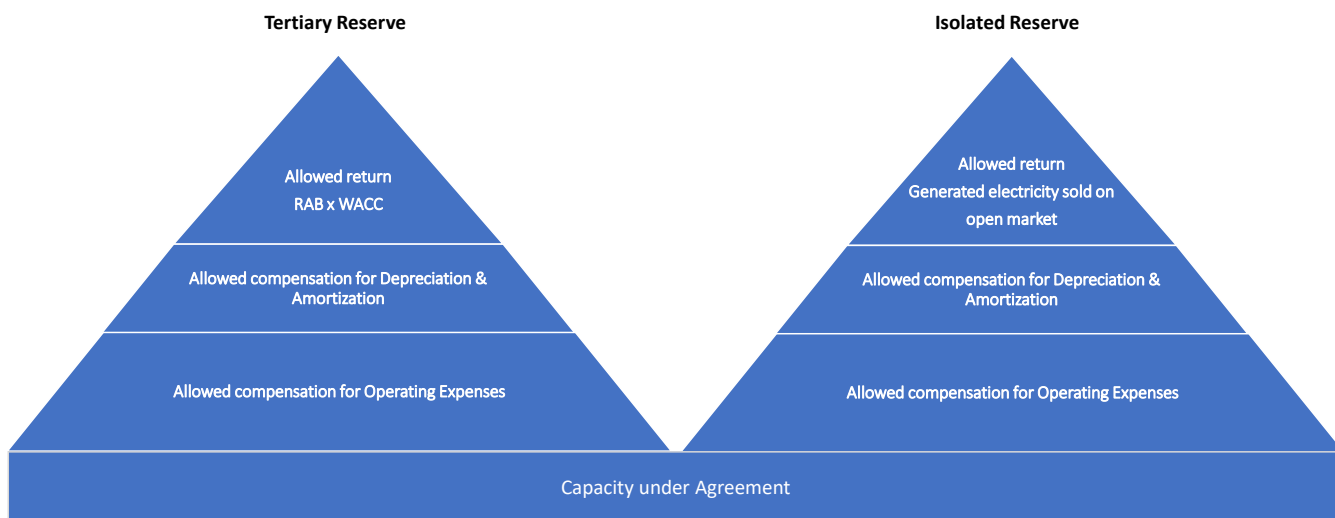 Tertiary Reserve
Allowed return
RAB x WACC
Allowed compensation for Depreciation &
Amortization
Allowed compensation for Operating Expenses
Isolated Reserve
Allowed return
Generated electricity sold on
open market
Allowed compensation for Depreciation &
Amortization
Allowed compensation for Operating Expenses
Capacity under Agreement